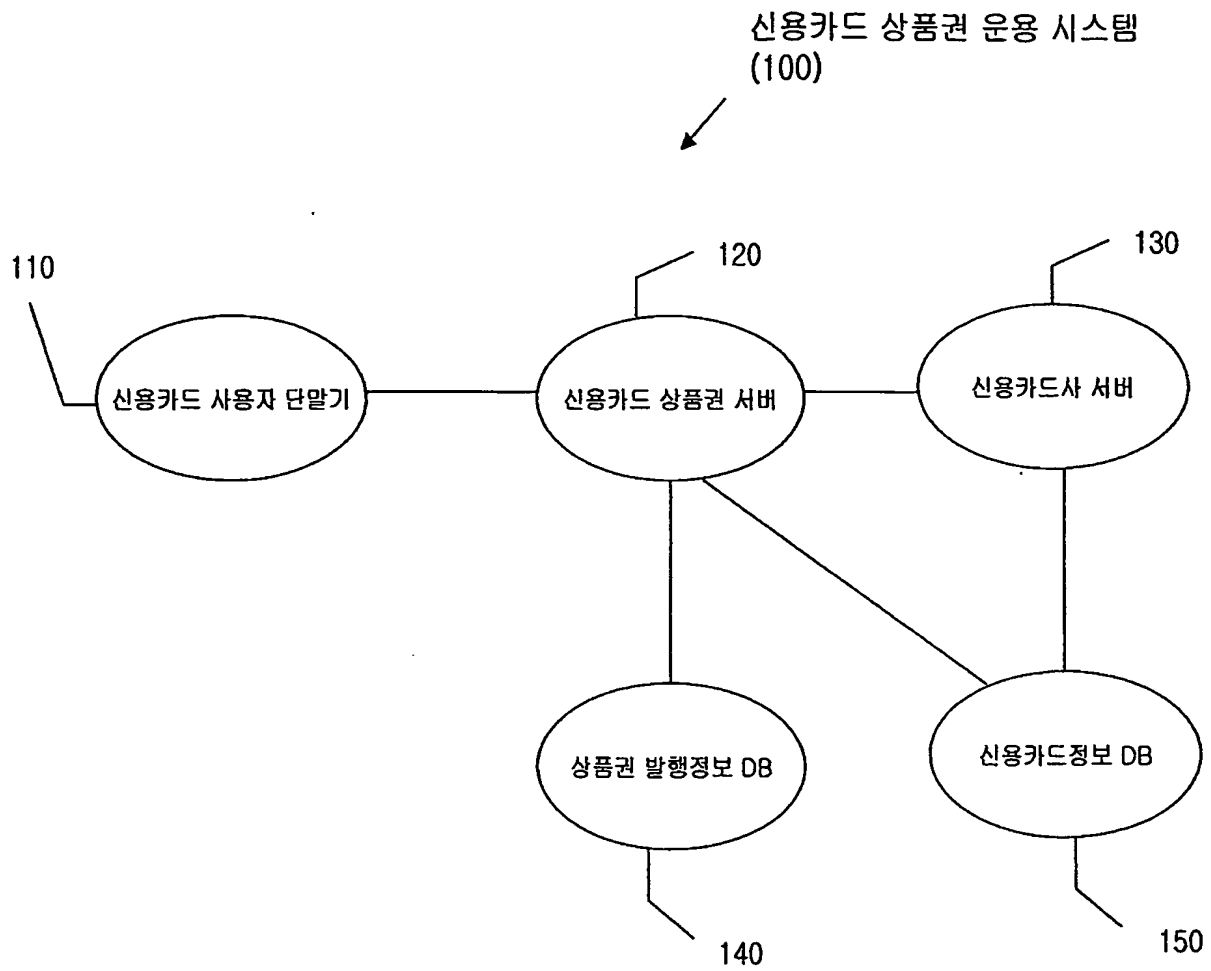 신용카드 상품권 운용 시스템
(100)
110
120
130
신용카드 사용자 단말기
신용카드 상품권 서버
신용카드사 서버
상품권 발행정보 DB
신용카드정보 DB
140
150